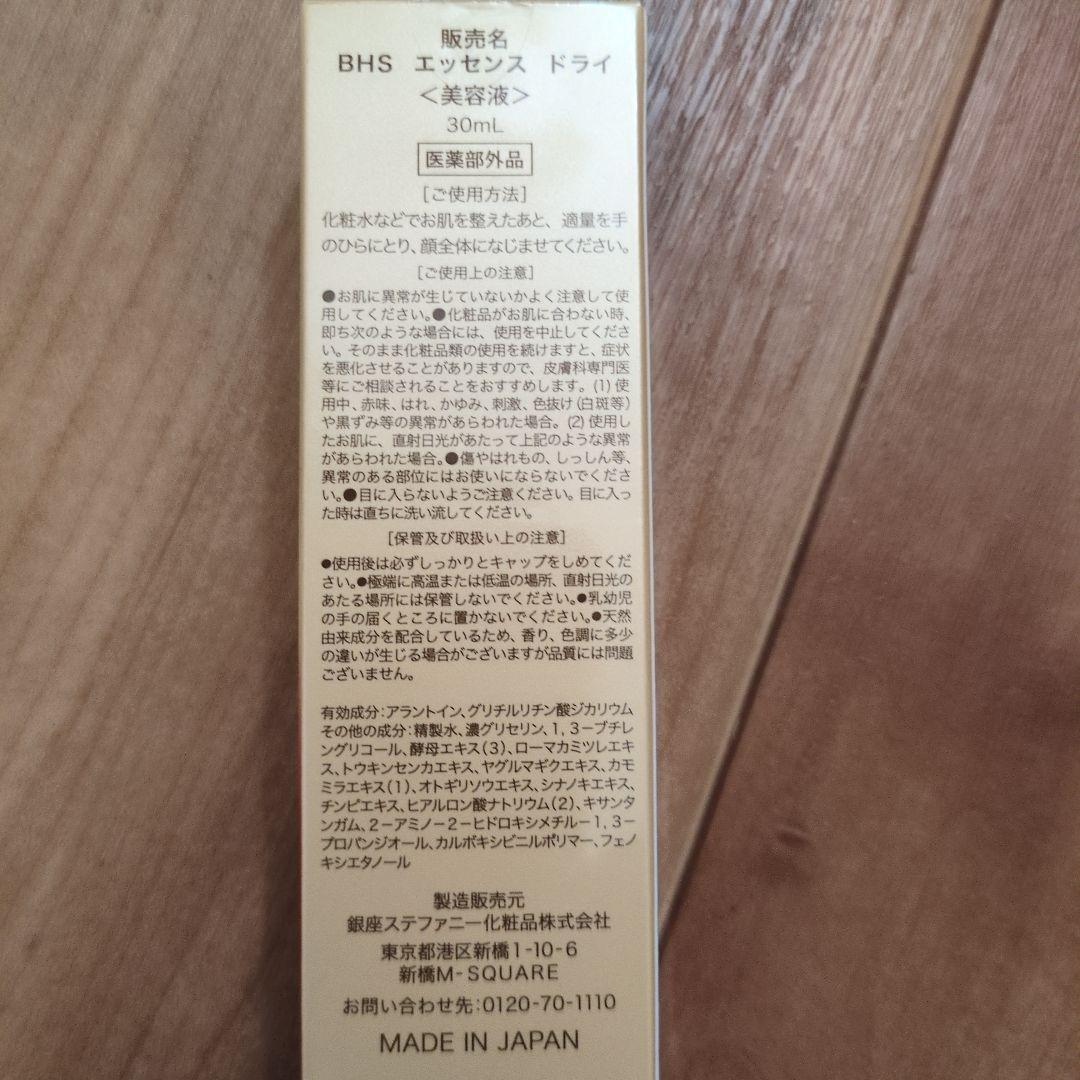 販売名
BHS エッセンス ドライ
＜美容液＞
30mL
医薬部外品
［ご使用方法］
化粧水などでお肌を整えたあと、適量を手
のひらにとり、顔全体になじませてください。
［ご使用上の注意］
●お肌に異常が生じていないかよく注意して使
用してください。●化粧品がお肌に合わない時、
即ち次のような場合には、使用を中止してくださ
い。そのまま化粧品類の使用を続けますと、症状
を悪化させることがありますので、皮膚科専門医
等にご相談されることをおすすめします。(1)使
用中、赤味、はれ、かゆみ、刺激、色抜け(白斑等)
や黒ずみ等の異常があらわれた場合。(2)使用し
たお肌に、直射日光があたって上記のような異常
があらわれた場合。●傷やはれもの、しっしん等、
異常のある部位にはお使いにならないでくださ
い。●目に入らないようご注意ください。目に入っ
た時は直ちに洗い流してください。
［保管及び取扱い上の注意］
●使用後は必ずしっかりとキャップをしめてくだ
さい。●極端に高温または低温の場所、直射日光の
あたる場所には保管しないでください。●乳幼児
の手の届くところに置かないでください。●天然
由来成分を配合しているため、香り、色調に多少
の違いが生じる場合がございますが品質には問題
ございません。
有効成分：アラントイン、グリチルリチン酸ジカリウム
その他の成分：精製水、濃グリセリン、1，3－ブチレ
ングリコール、酵母エキス(3)、ローマカミツレエキ
ス、トウキンセンカエキス、ヤグルマギクエキス、カモ
ミラエキス(1)、オトギリソウエキス、シナノキエキス、
チンピエキス、ヒアルロン酸ナトリウム(2)、キサンタ
ンガム、2－アミノ－2－ヒドロキシメチル－1，3－
プロパンジオール、カルボキシビニルポリマー、フェノ
キシエタノール
製造販売元
銀座ステファニー化粧品株式会社
東京都港区新橋1-10-6
新橋M-SQUARE
お問い合わせ先：0120-70-1110
MADE IN JAPAN